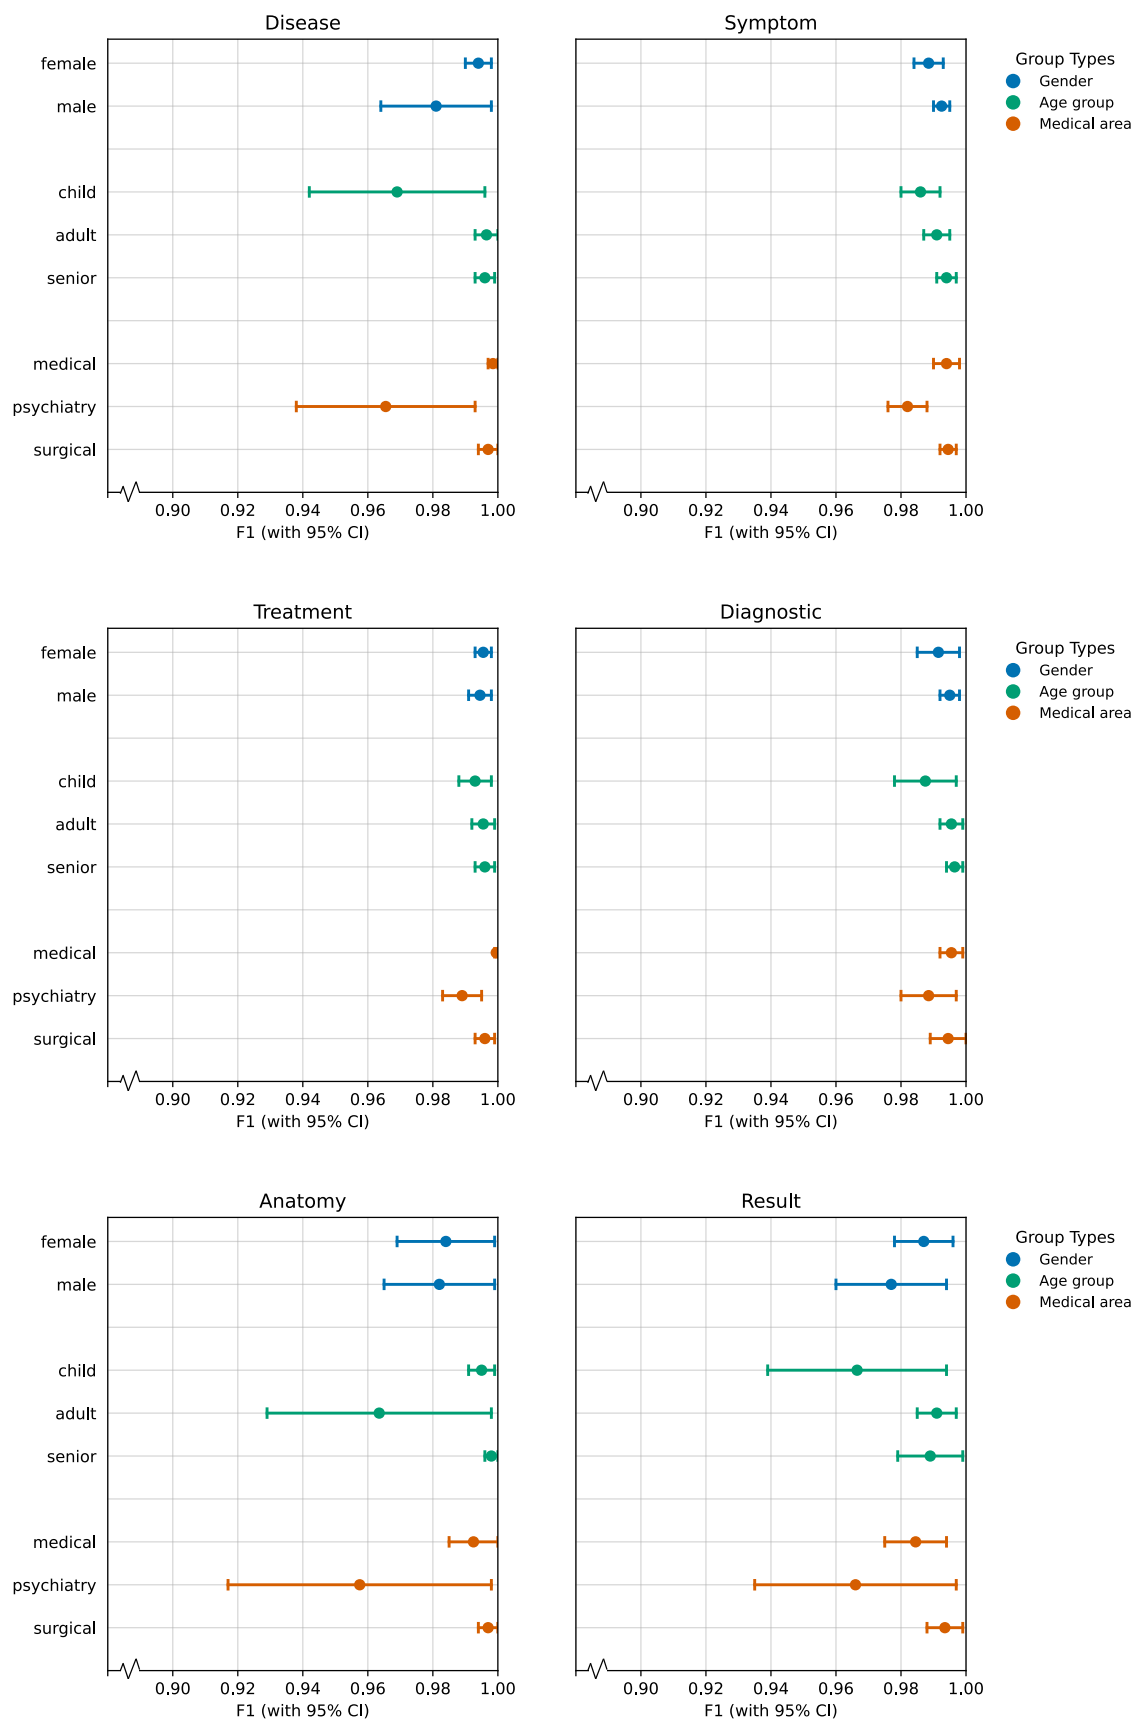 Disease
Symptom
female
male
child
adult
senior
medical
psychiatry
surgical
0.90 0.92 0.94 0.96 0.98 1.00
F1 (with 95% CI)
0.90 0.92 0.94 0.96 0.98 1.00
F1 (with 95% CI)
Group Types
Gender
Age group
Medical area
Treatment
Diagnostic
female
male
child
adult
senior
medical
psychiatry
surgical
0.90 0.92 0.94 0.96 0.98 1.00
F1 (with 95% CI)
0.90 0.92 0.94 0.96 0.98 1.00
F1 (with 95% CI)
Group Types
Gender
Age group
Medical area
Anatomy
Result
female
male
child
adult
senior
medical
psychiatry
surgical
0.90 0.92 0.94 0.96 0.98 1.00
F1 (with 95% CI)
0.90 0.92 0.94 0.96 0.98 1.00
F1 (with 95% CI)
Group Types
Gender
Age group
Medical area